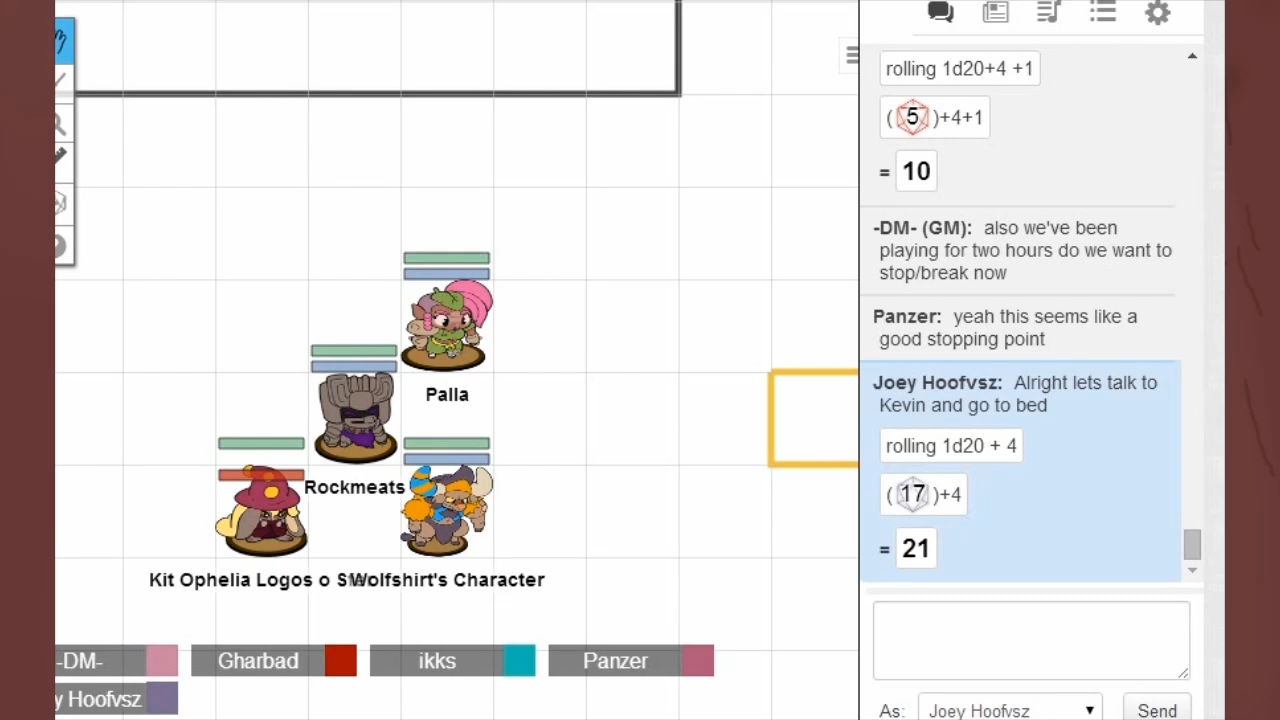 rolling 1d20+4 +1
(5)+4+1
= 10
-DM- (GM): also we've been
playing for two hours do we want to
stop/break now
Panzer: yeah this seems like a
good stopping point
Joey Hoofvsz: Alright lets talk to
Kevin and go to bed
rolling 1d20 + 4
(17)+4
= 21
Palla
Rockmeats
Kit Ophelia Logos o
Wolfshirt's Character
-DM-
Gharbad
ikks
Panzer
y Hoofvsz
As: Joey Hoofvsz
Send